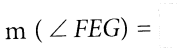 m (∠ FEG) =